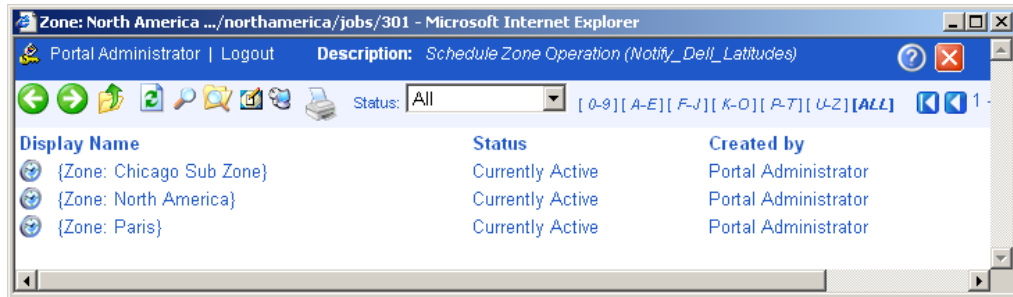 Zone: North America .../northamerica/jobs/301 - Microsoft Internet Explorer
Portal Administrator | Logout Description: Schedule Zone Operation (Notify_Dell_Latitudes)
Status: All [ 0-9 ][ A-E ][ F-J ][ K-O ][ P-T ][ U-Z ][ALL] 1 -
Display Name Status Created by
{Zone: Chicago Sub Zone} Currently Active Portal Administrator
{Zone: North America} Currently Active Portal Administrator
{Zone: Paris} Currently Active Portal Administrator